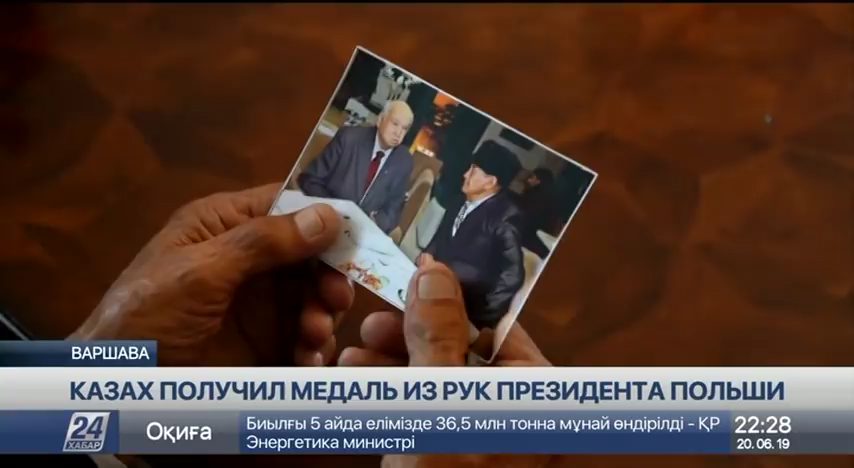 ВАРШАВА
КАЗАХ ПОЛУЧИЛ МЕДАЛЬ ИЗ РУК ПРЕЗИДЕНТА ПОЛЬШИ
24
ХАБАР
Оқиға
Биылғы 5 айда елімізде 36,5 млн тонна мұнай өндірілді - ҚР
Энергетика министрі
22:28
20.06.19